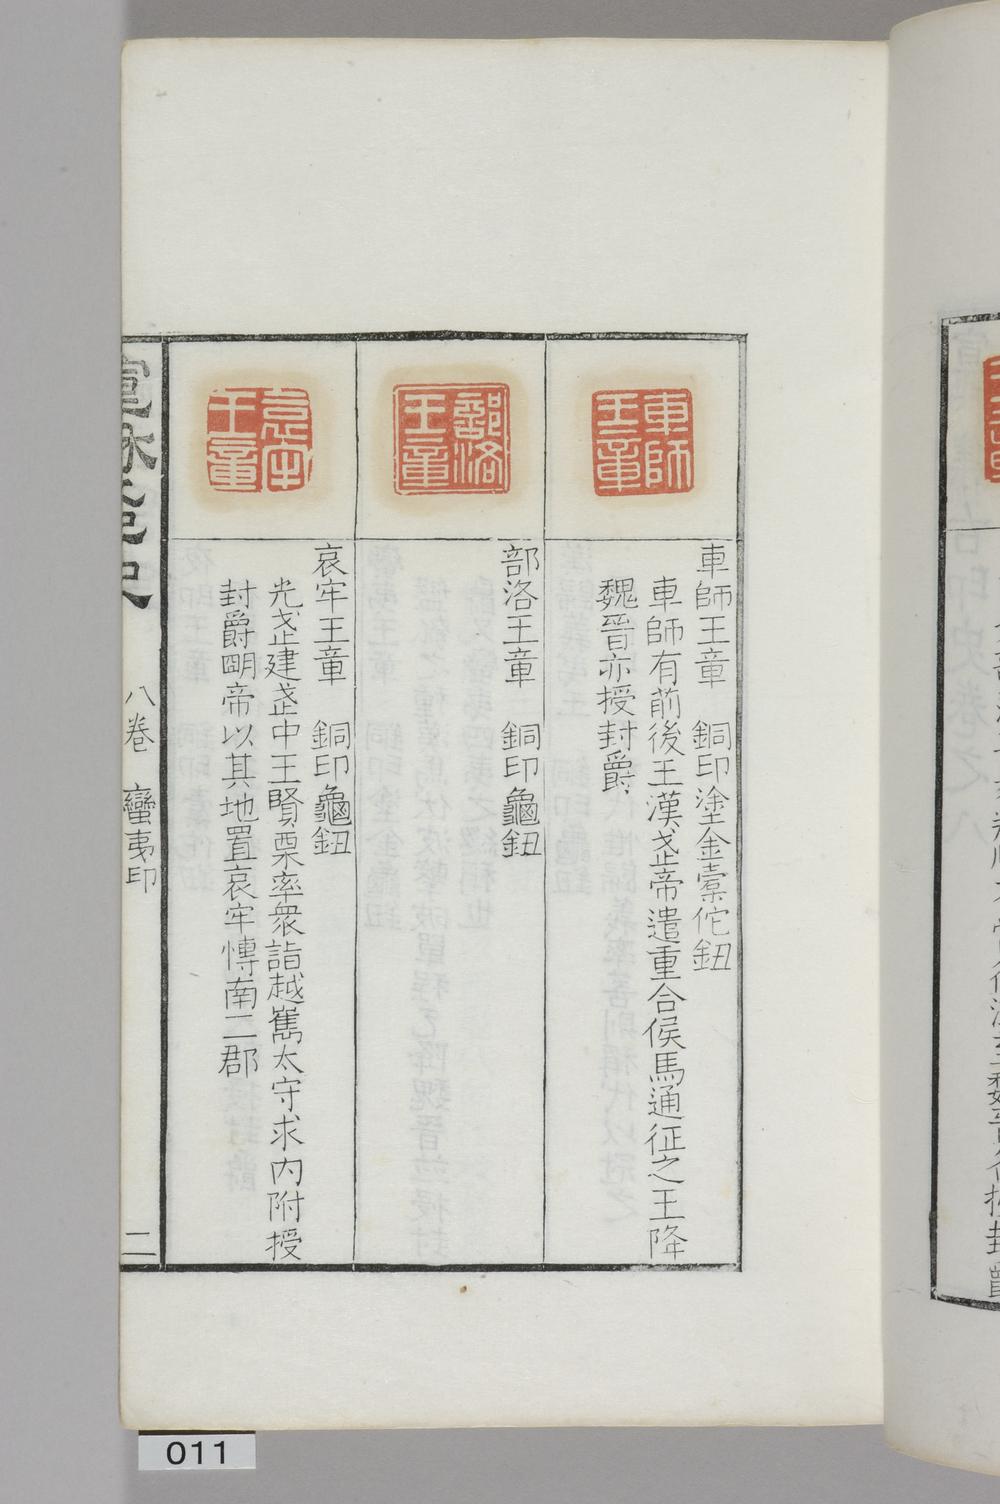 車師王章
車師王章　銅印塗金橐佗鈕
車師有前後王漢武帝遣重合侯馬通征之王降
魏晉亦授封爵
部洛王章
部洛王章　銅印龜鈕
哀牢王章
哀牢王章　銅印龜鈕
光武建武中王賢栗率衆詣越巂太守求內附授
封爵明帝以其地置哀牢博南二郡
八卷　蠻夷印　二
011